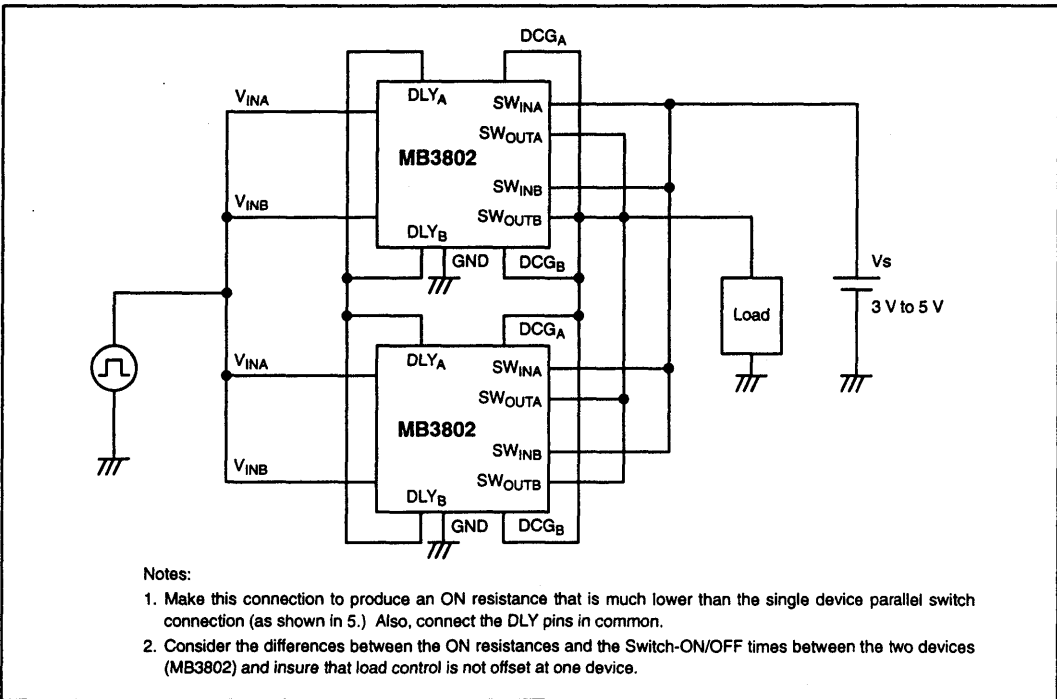 DCGA
VINA
DLYA
SWINA
SWOUTA
MB3802
SWINB
VINB
SWOUTB
DLYB
GND
DCGB
Vs
3 V to 5 V
Load
DCGA
VINA
DLYA
SWINA
SWOUTA
MB3802
SWINB
VINB
SWOUTB
DLYB
GND
DCGB
Notes:
1. Make this connection to produce an ON resistance that is much lower than the single device parallel switch
connection (as shown in 5.) Also, connect the DLY pins in common.
2. Consider the differences between the ON resistances and the Switch-ON/OFF times between the two devices
(MB3802) and insure that load control is not offset at one device.